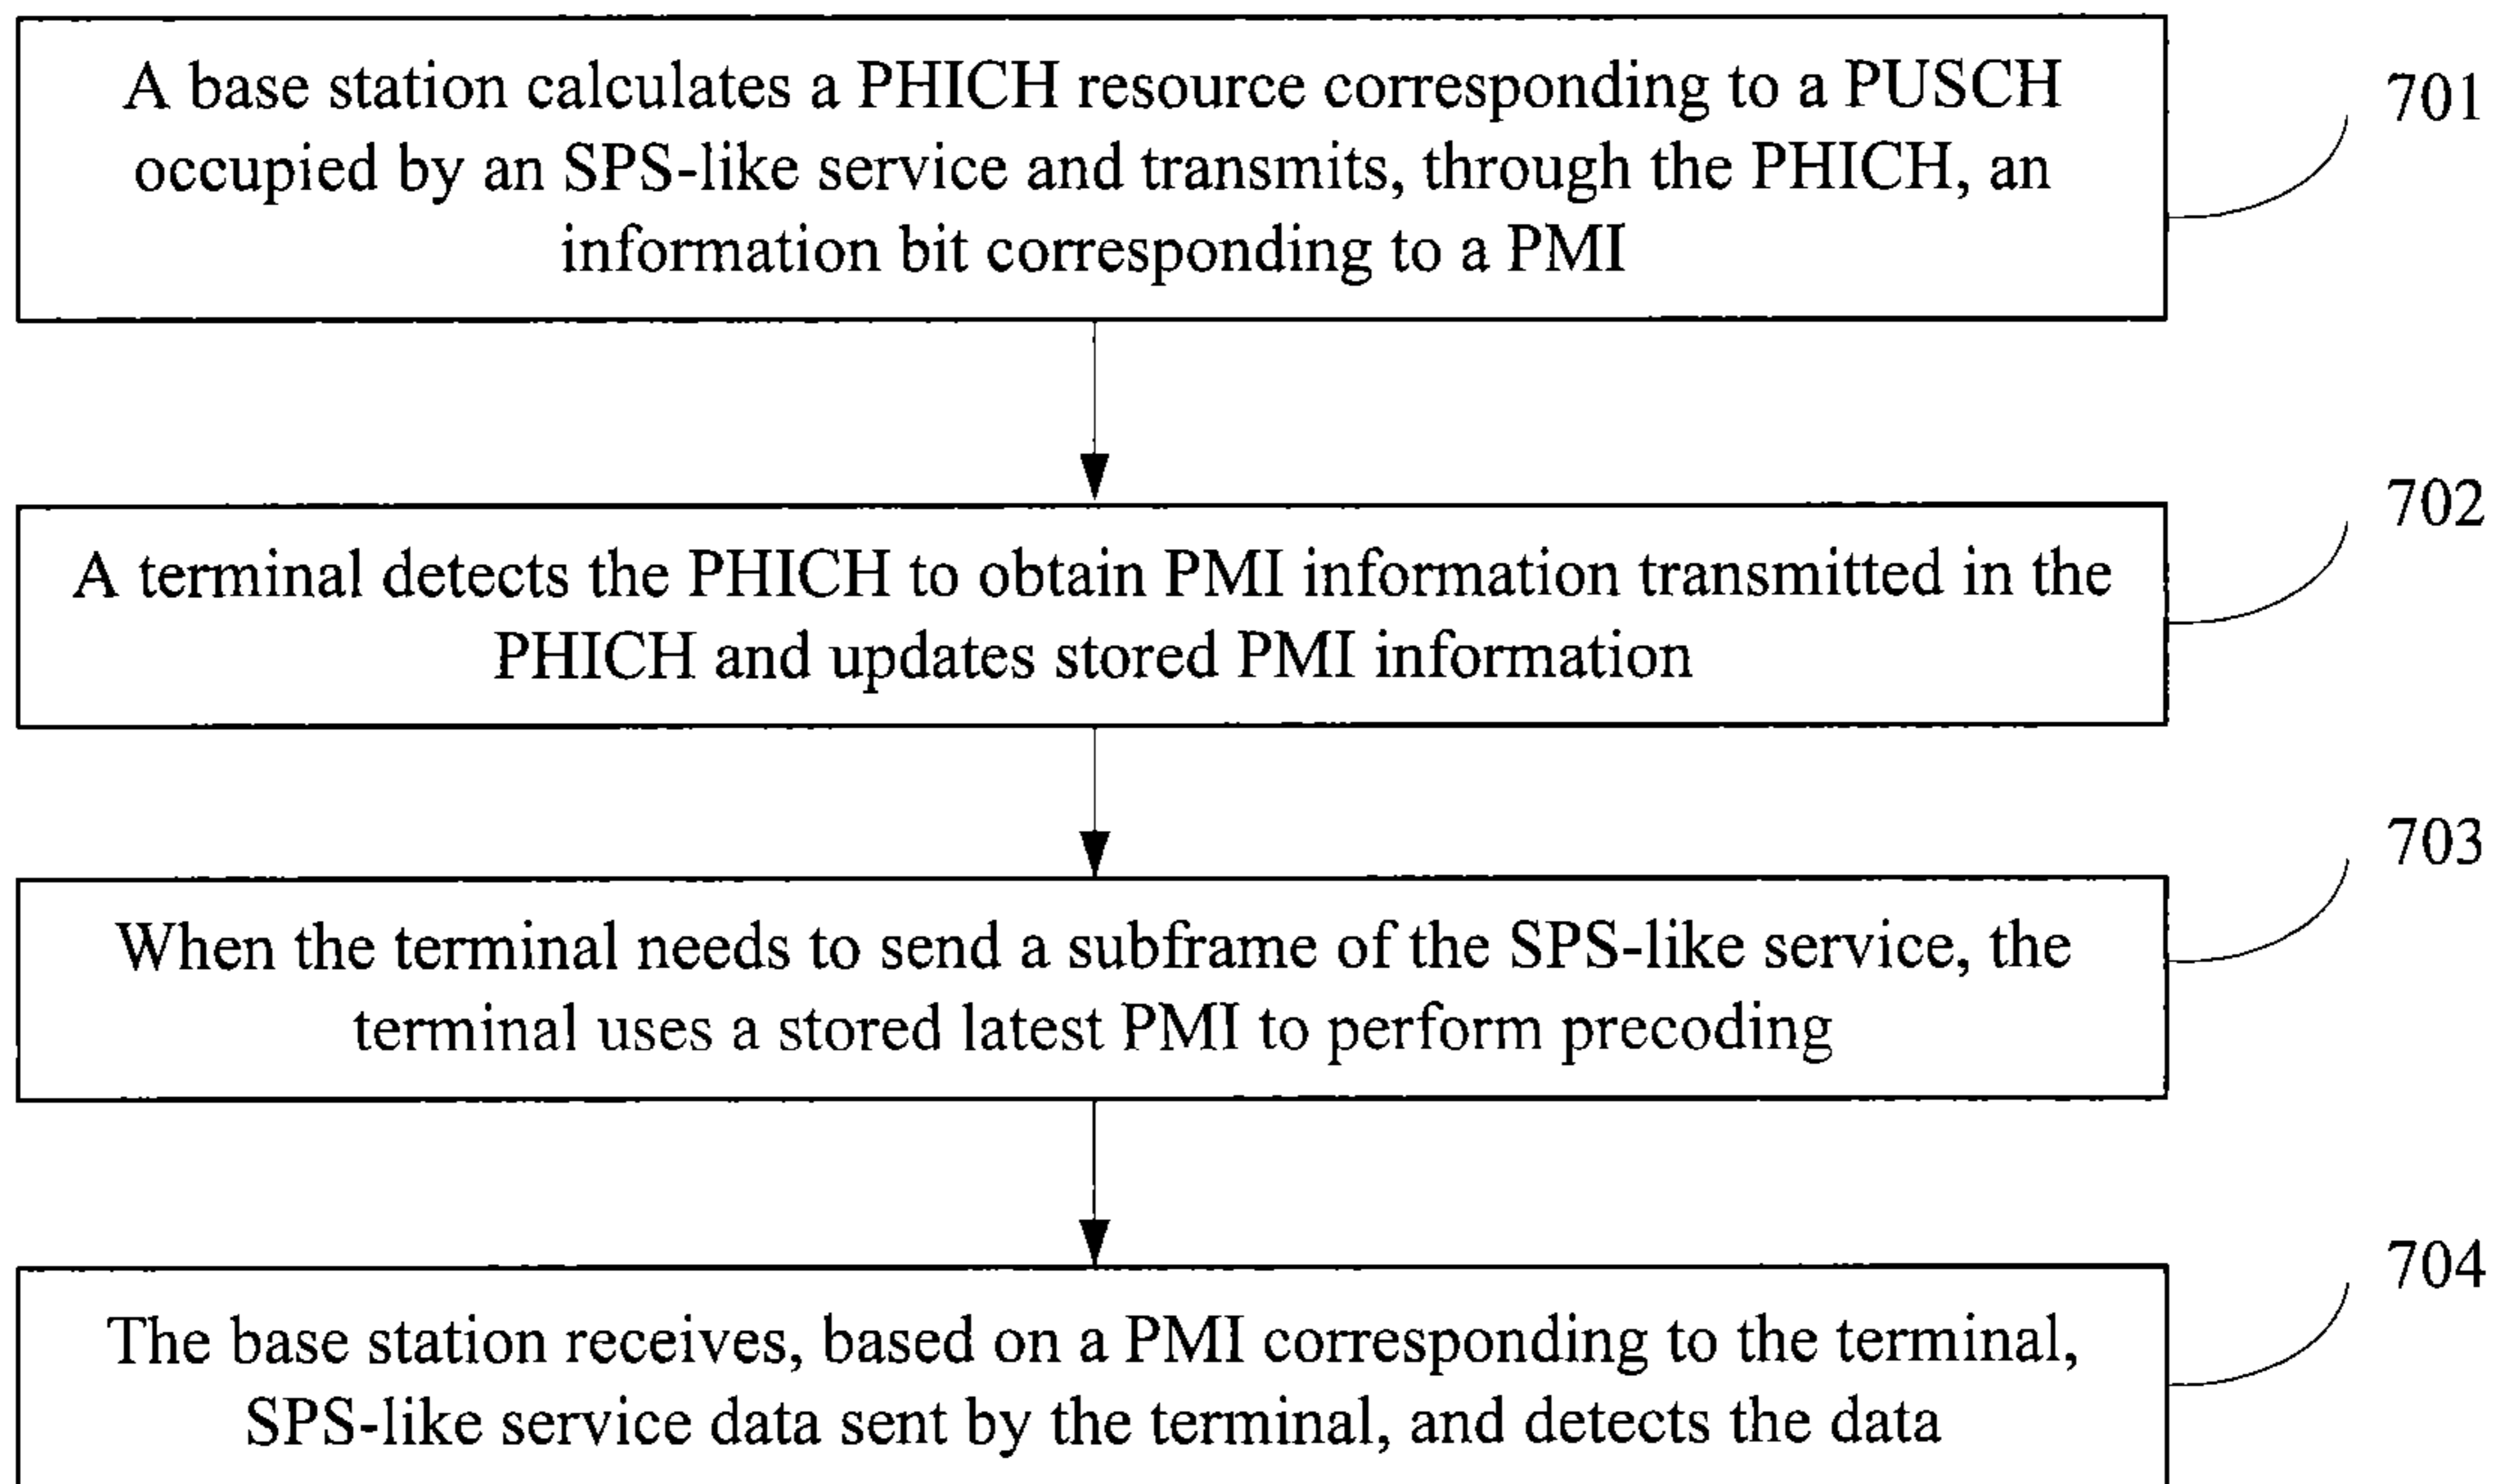 A base station calculates a PHICH resource corresponding to a PUSCH
occupied by an SPS-like service and transmits, through the PHICH, an
information bit corresponding to a PMI
701
A terminal detects the PHICH to obtain PMI information transmitted in the
PHICH and updates stored PMI information
702
When the terminal needs to send a subframe of the SPS-like service, the
terminal uses a stored latest PMI to perform precoding
703
The base station receives, based on a PMI corresponding to the terminal,
SPS-like service data sent by the terminal, and detects the data
704